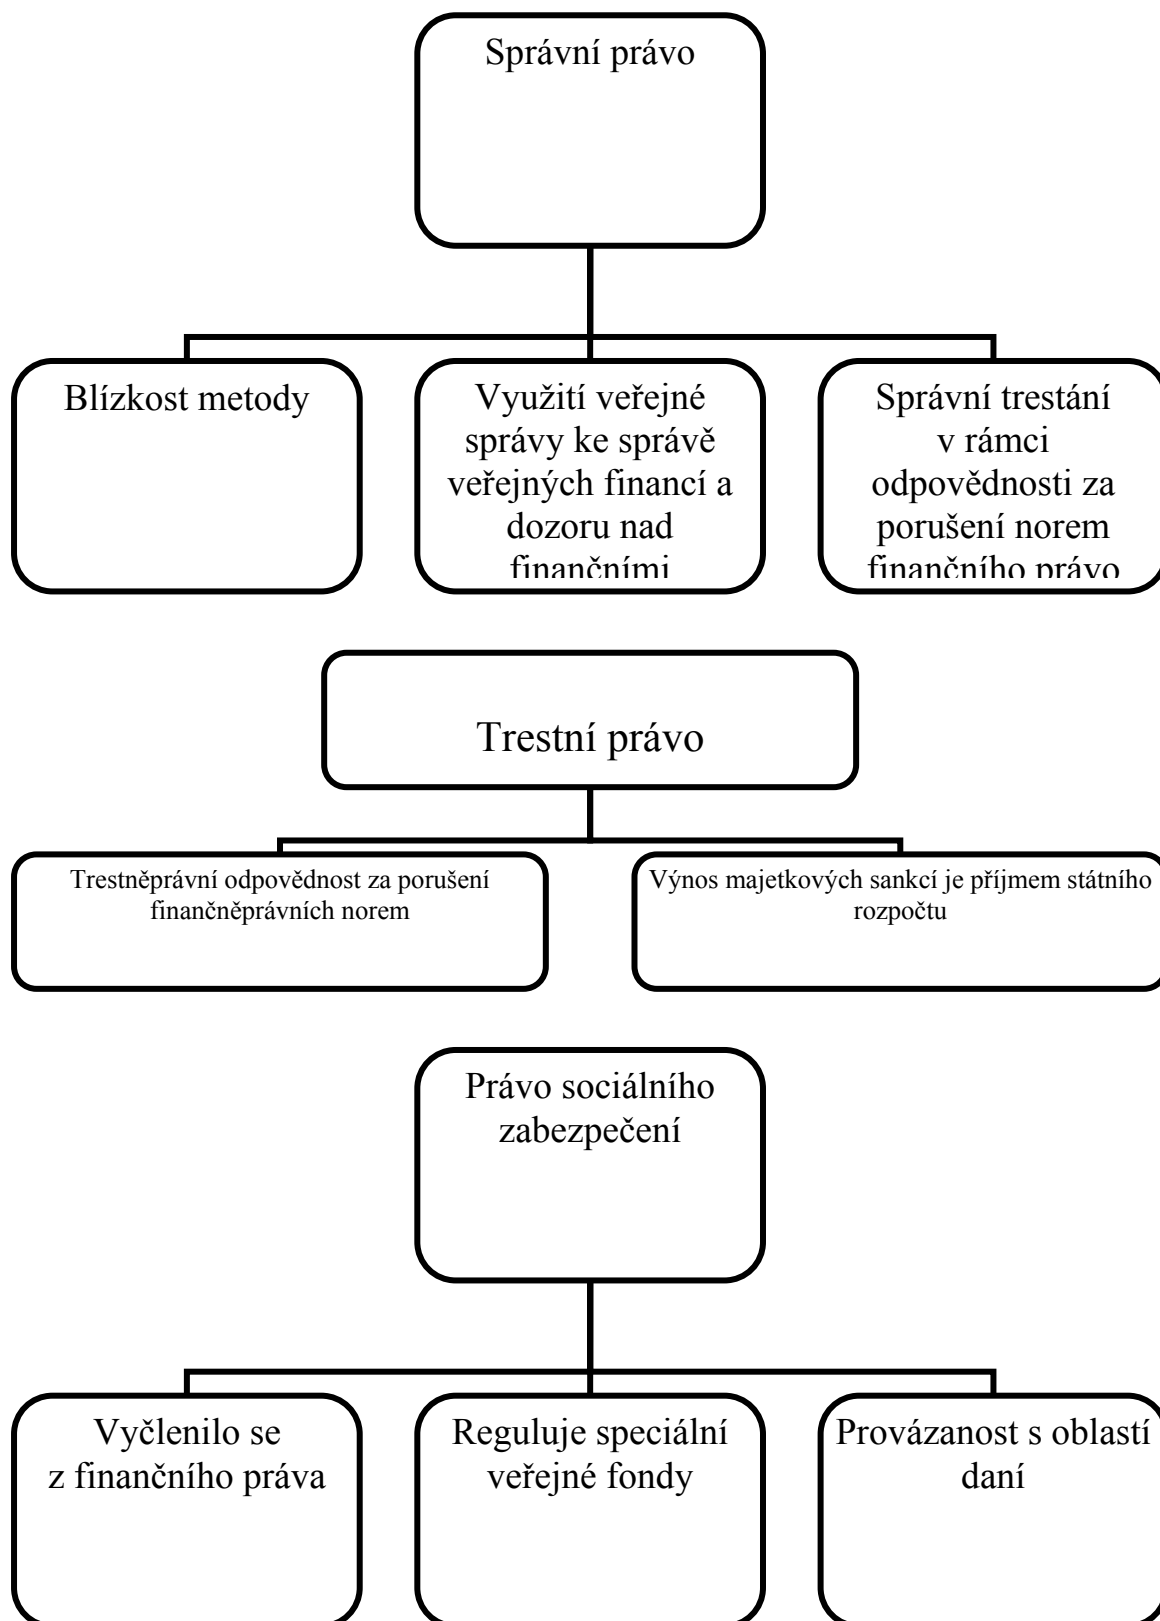 Správní právo
Blízkost metody
Využití veřejné
správy ke správě
veřejných financí a
dozoru nad
finančními
Správní trestání
v rámci
odpovědnosti za
porušení norem
finančního právo
Trestní právo
Trestněprávní odpovědnost za porušení
finančněprávních norem
Výnos majetkových sankcí je příjmem státního
rozpočtu
Právo sociálního
zabezpečení
Vyčlenilo se
z finančního práva
Reguluje speciální
veřejné fondy
Provázanost s oblastí
daní